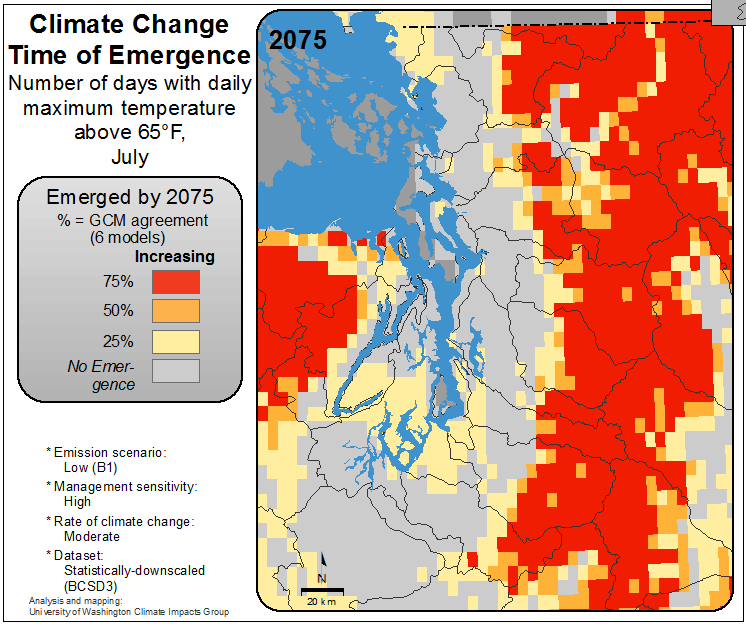 Climate Change
Time of Emergence
Number of days with daily
maximum temperature
above 65°F,
July
Emerged by 2075
% = GCM agreement
(6 models)
Increasing
75%
50%
25%
No Emer-
gence
* Emission scenario:
Low (B1)
* Management sensitivity:
High
* Rate of climate change:
Moderate
* Dataset:
Statistically-downscaled
(BCSD3)
Analysis and mapping:
University of Washington Climate Impacts Group
2075
N
20 km